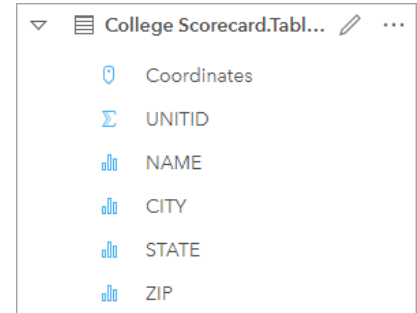 College Scorecard.Tabl...
Coordinates
UNITID
NAME
CITY
STATE
ZIP